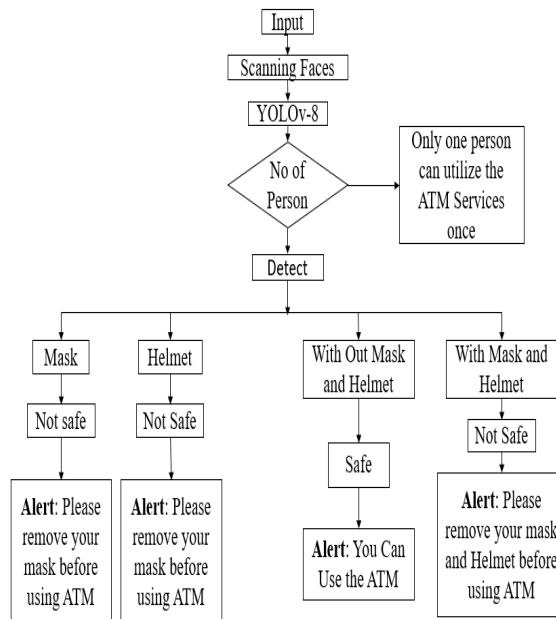 Input
Scanning Faces
YOLOv-8
No of
Person
Only one person
can utilize the
ATM Services
once
Detect
Mask
Not safe
Alert: Please
remove your
mask before
using ATM
Helmet
Not Safe
Alert: Please
remove your
mask before
using ATM
With Out Mask
and Helmet
Safe
Alert: You Can
Use the ATM
With Mask and
Helmet
Not Safe
Alert: Please
remove your mask
and Helmet before
using ATM